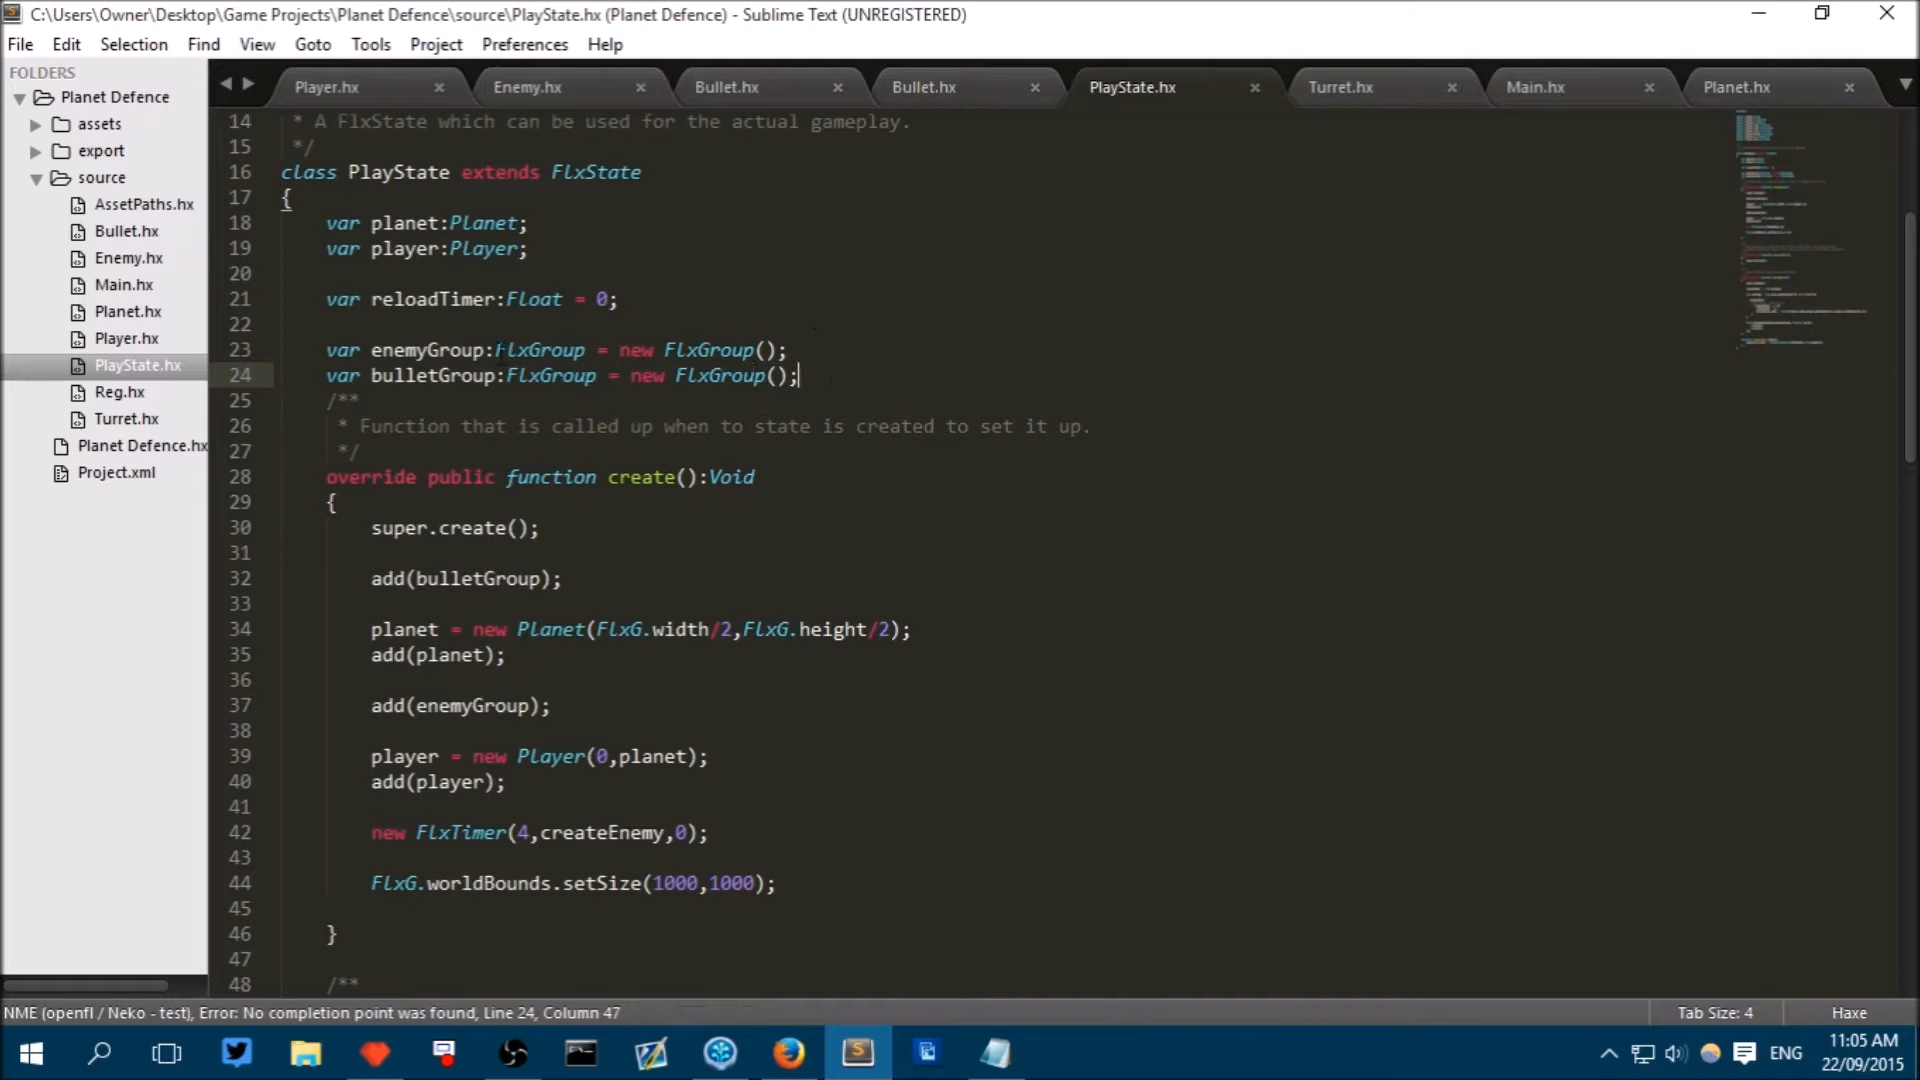 C:\Users\Owner\Desktop\Game Projects\Planet Defence\source\PlayState.hx (Planet Defence) - Sublime Text (UNREGISTERED)
File Edit Selection Find View Goto Tools Project Preferences Help
FOLDERS
Planet Defence
assets
export
source
AssetPaths.hx
Bullet.hx
Enemy.hx
Main.hx
Planet.hx
Player.hx
PlayState.hx
Reg.hx
Turret.hx
Planet Defence.hx
Project.xml
Player.hx Enemy.hx Bullet.hx Bullet.hx PlayState.hx Turret.hx Main.hx Planet.hx
14 * A FlxState which can be used for the actual gameplay.
15 */
16 class PlayState extends FlxState
17 {
18 var planet:Planet;
19 var player:Player;
20
21 var reloadTimer:Float = 0;
22
23 var enemyGroup:FlxGroup = new FlxGroup();
24 var bulletGroup:FlxGroup = new FlxGroup();
25 /**
26 * Function that is called up when to state is created to set it up.
27 */
28 override public function create():Void
29 {
30 super.create();
31
32 add(bulletGroup);
33
34 planet = new Planet(FlxG.width/2,FlxG.height/2);
35 add(planet);
36
37 add(enemyGroup);
38
39 player = new Player(0,planet);
40 add(player);
41
42 new FlxTimer(4,createEnemy,0);
43
44 FlxG.worldBounds.setSize(1000,1000);
45
46 }
47
48 /**
NME (openfl / Neko - test), Error: No completion point was found, Line 24, Column 47
Tab Size: 4 Haxe
ENG
11:05 AM
22/09/2015